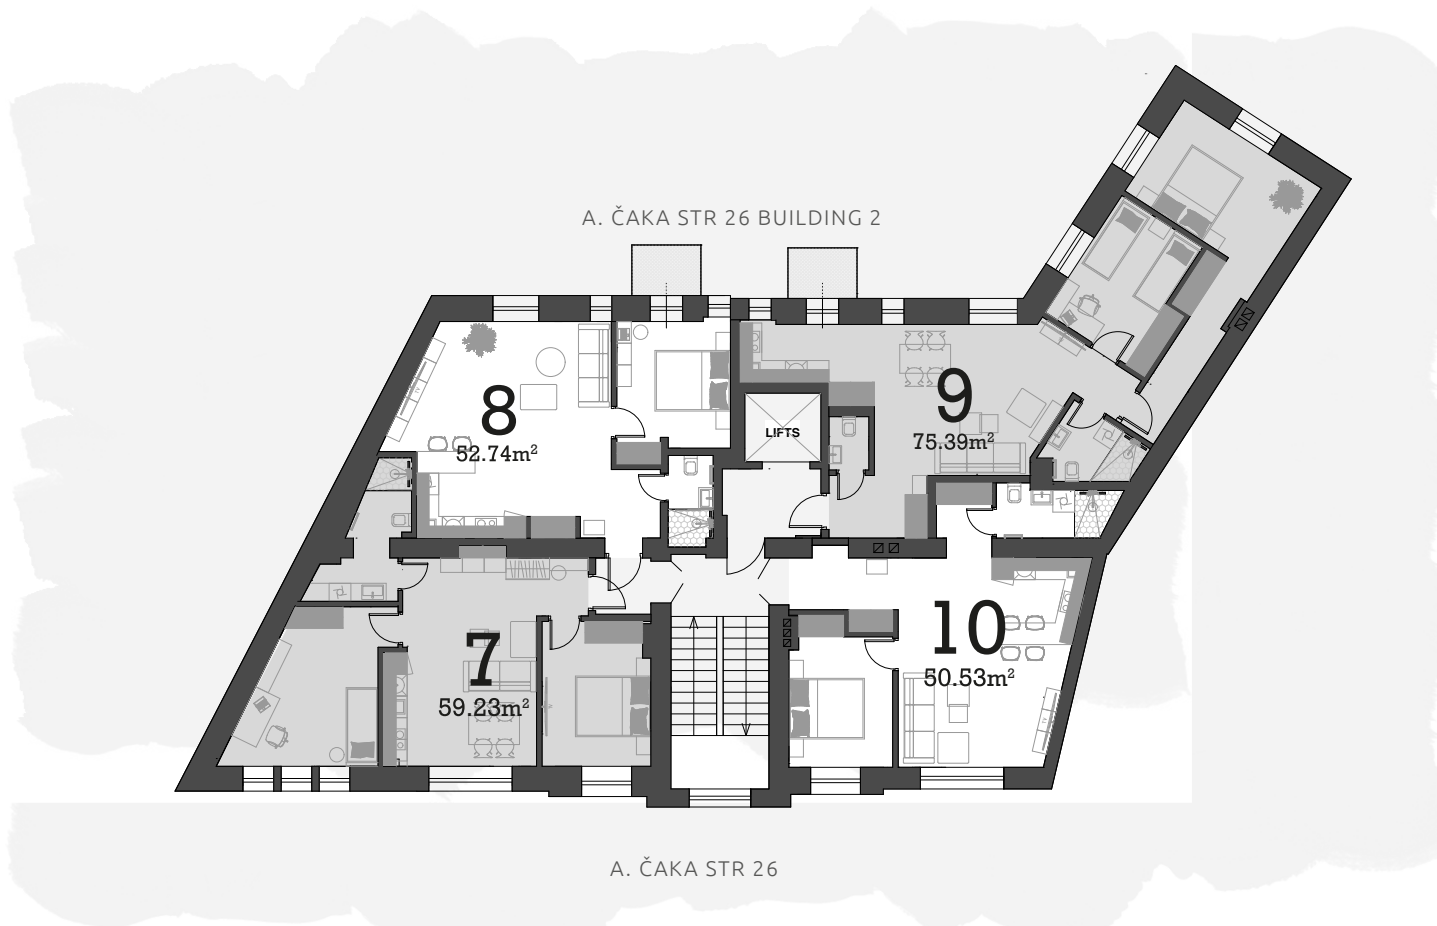 A. ČAKA STR 26 BUILDING 2
8
52.74m²
9
75.39m²
LIFTS
7
59.23m²
10
50.53m²
A. ČAKA STR 26